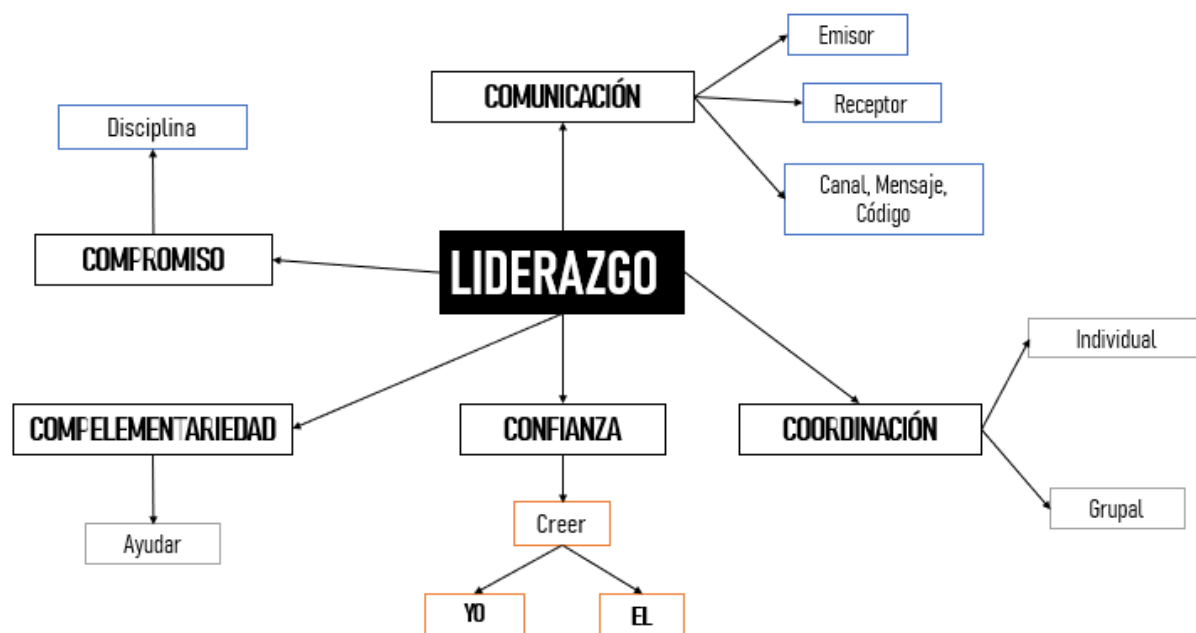 Emisor
COMUNICACIÓN
Receptor
Disciplina
Canal, Mensaje,
Código
COMPROMISO
LIDERAZGO
Individual
COMPELEMENTARIEDAD
CONFIANZA
COORDINACIÓN
Grupal
Creer
Ayudar
YO
EL